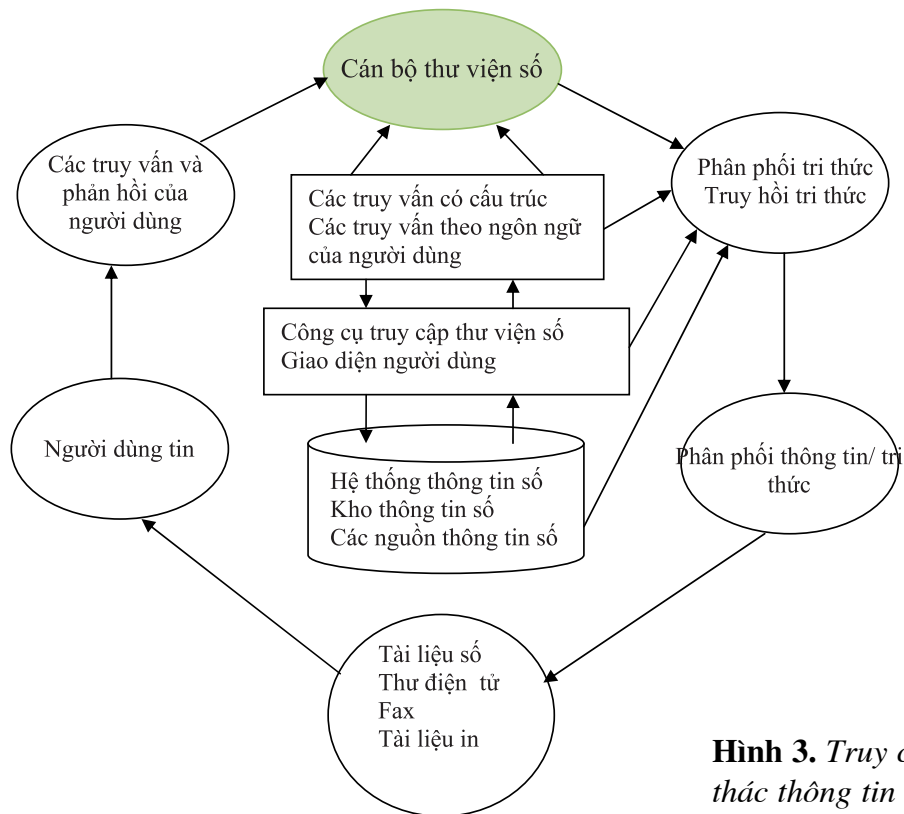 Cán bộ thư viện số
Các truy vấn và
phản hồi của
người dùng
Phân phối tri thức
Truy hồi tri thức
Các truy vấn có cấu trúc
Các truy vấn theo ngôn ngữ
của người dùng
Công cụ truy cập thư viện số
Giao diện người dùng
Người dùng tin
Hệ thống thông tin số
Kho thông tin số
Các nguồn thông tin số
Phân phối thông tin/ tri
thức
Tài liệu số
Thư điện tử
Fax
Tài liệu in
Hình 3. Truy c
thác thông tin